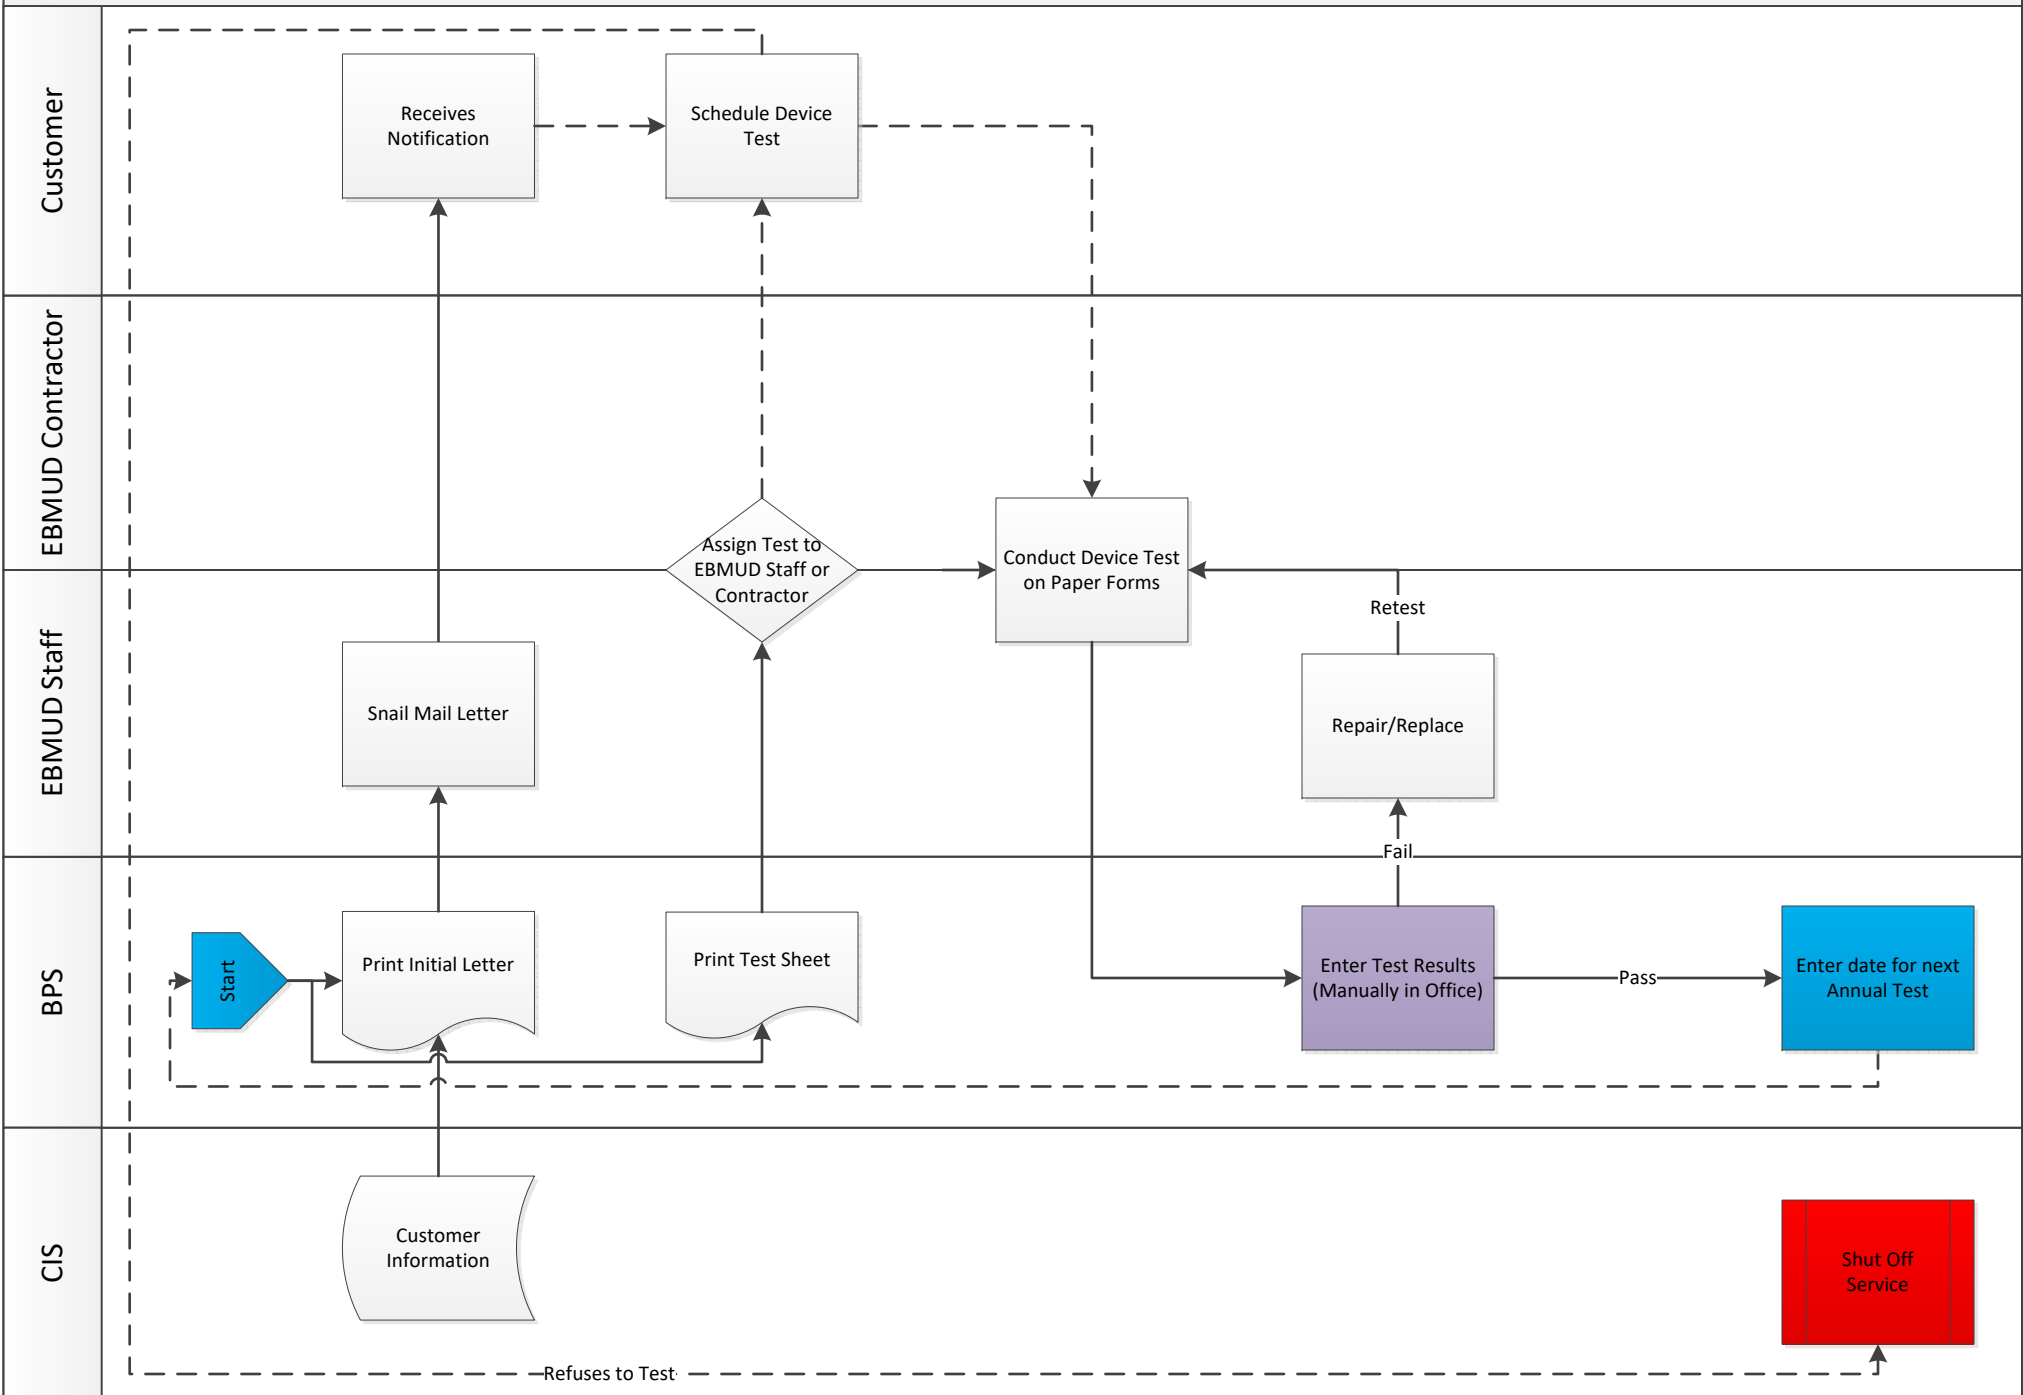 Customer
Receives
Notification
Schedule Device
Test
EBMUD Contractor
Assign Test to
EBMUD Staff or
Contractor
Conduct Device Test
on Paper Forms
EBMUD Staff
Retest
Snail Mail Letter
Repair/Replace
Fail
BPS
Start
Print Initial Letter
Print Test Sheet
Enter Test Results
(Manually in Office)
Pass
Enter date for next
Annual Test
CIS
Customer
Information
Shut Off
Service
Refuses to Test